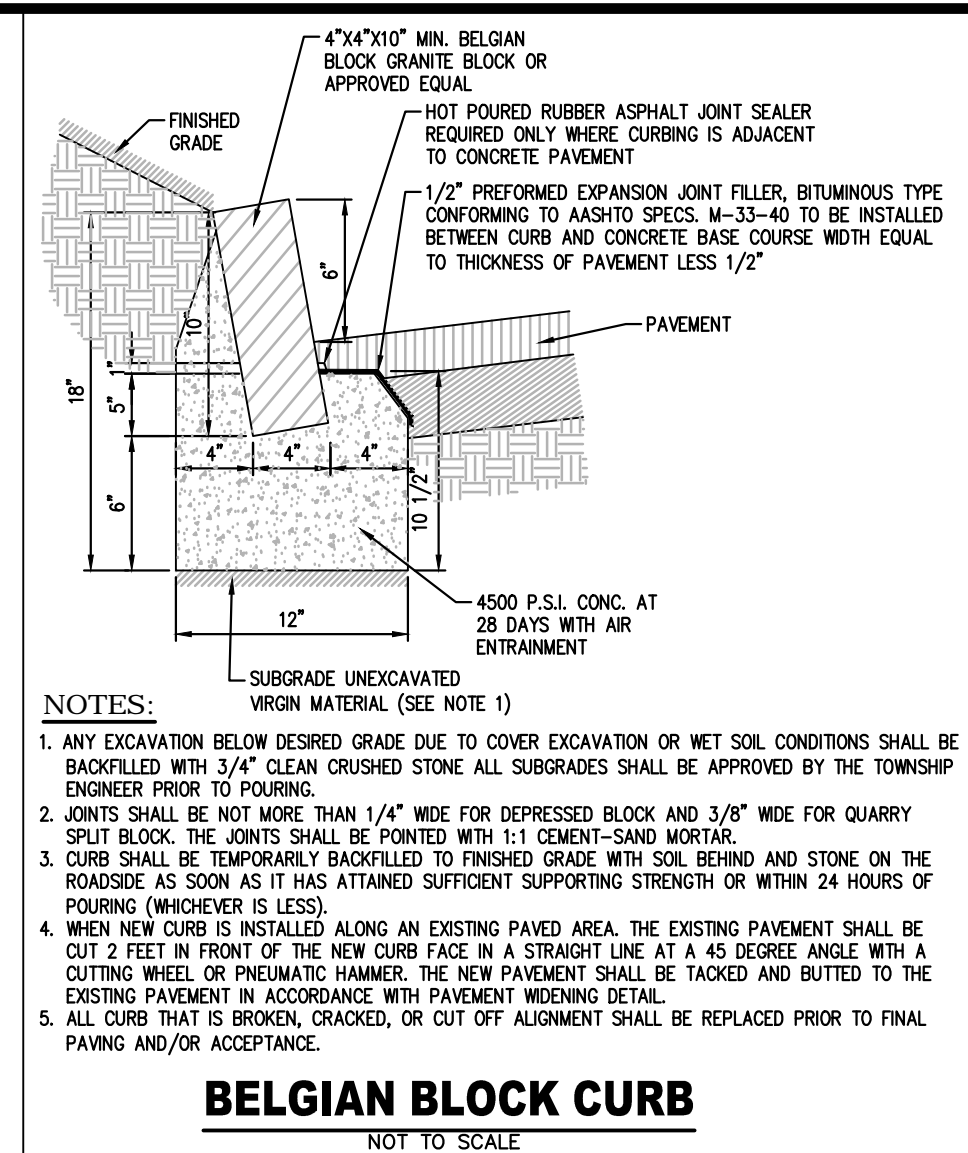 4"X4"X10" MIN. BELGIAN
BLOCK GRANITE BLOCK OR
APPROVED EQUAL
HOT POURED RUBBER ASPHALT JOINT SEALER
REQUIRED ONLY WHERE CURBING IS ADJACENT
TO CONCRETE PAVEMENT
FINISHED
GRADE
1/2" PREFORMED EXPANSION JOINT FILLER, BITUMINOUS TYPE
CONFORMING TO AASHTO SPECS. M-33-40 TO BE INSTALLED
BETWEEN CURB AND CONCRETE BASE COURSE WIDTH EQUAL
TO THICKNESS OF PAVEMENT LESS 1/2"
6"
PAVEMENT
10"
18"
1"
5"
4"
4"
4"
6"
10 1/2"
12"
4500 P.S.I. CONC. AT
28 DAYS WITH AIR
ENTRAINMENT
SUBGRADE UNEXCAVATED
VIRGIN MATERIAL (SEE NOTE 1)
NOTES:
1. ANY EXCAVATION BELOW DESIRED GRADE DUE TO COVER EXCAVATION OR WET SOIL CONDITIONS SHALL BE
BACKFILLED WITH 3/4" CLEAN CRUSHED STONE ALL SUBGRADES SHALL BE APPROVED BY THE TOWNSHIP
ENGINEER PRIOR TO POURING.
2. JOINTS SHALL BE NOT MORE THAN 1/4" WIDE FOR DEPRESSED BLOCK AND 3/8" WIDE FOR QUARRY
SPLIT BLOCK. THE JOINTS SHALL BE POINTED WITH 1:1 CEMENT-SAND MORTAR.
3. CURB SHALL BE TEMPORARILY BACKFILLED TO FINISHED GRADE WITH SOIL BEHIND AND STONE ON THE
ROADSIDE AS SOON AS IT HAS ATTAINED SUFFICIENT SUPPORTING STRENGTH OR WITHIN 24 HOURS OF
POURING (WHICHEVER IS LESS).
4. WHEN NEW CURB IS INSTALLED ALONG AN EXISTING PAVED AREA. THE EXISTING PAVEMENT SHALL BE
CUT 2 FEET IN FRONT OF THE NEW CURB FACE IN A STRAIGHT LINE AT A 45 DEGREE ANGLE WITH A
CUTTING WHEEL OR PNEUMATIC HAMMER. THE NEW PAVEMENT SHALL BE TACKED AND BUTTED TO THE
EXISTING PAVEMENT IN ACCORDANCE WITH PAVEMENT WIDENING DETAIL.
5. ALL CURB THAT IS BROKEN, CRACKED, OR CUT OFF ALIGNMENT SHALL BE REPLACED PRIOR TO FINAL
PAVING AND/OR ACCEPTANCE.
BELGIAN BLOCK CURB
NOT TO SCALE